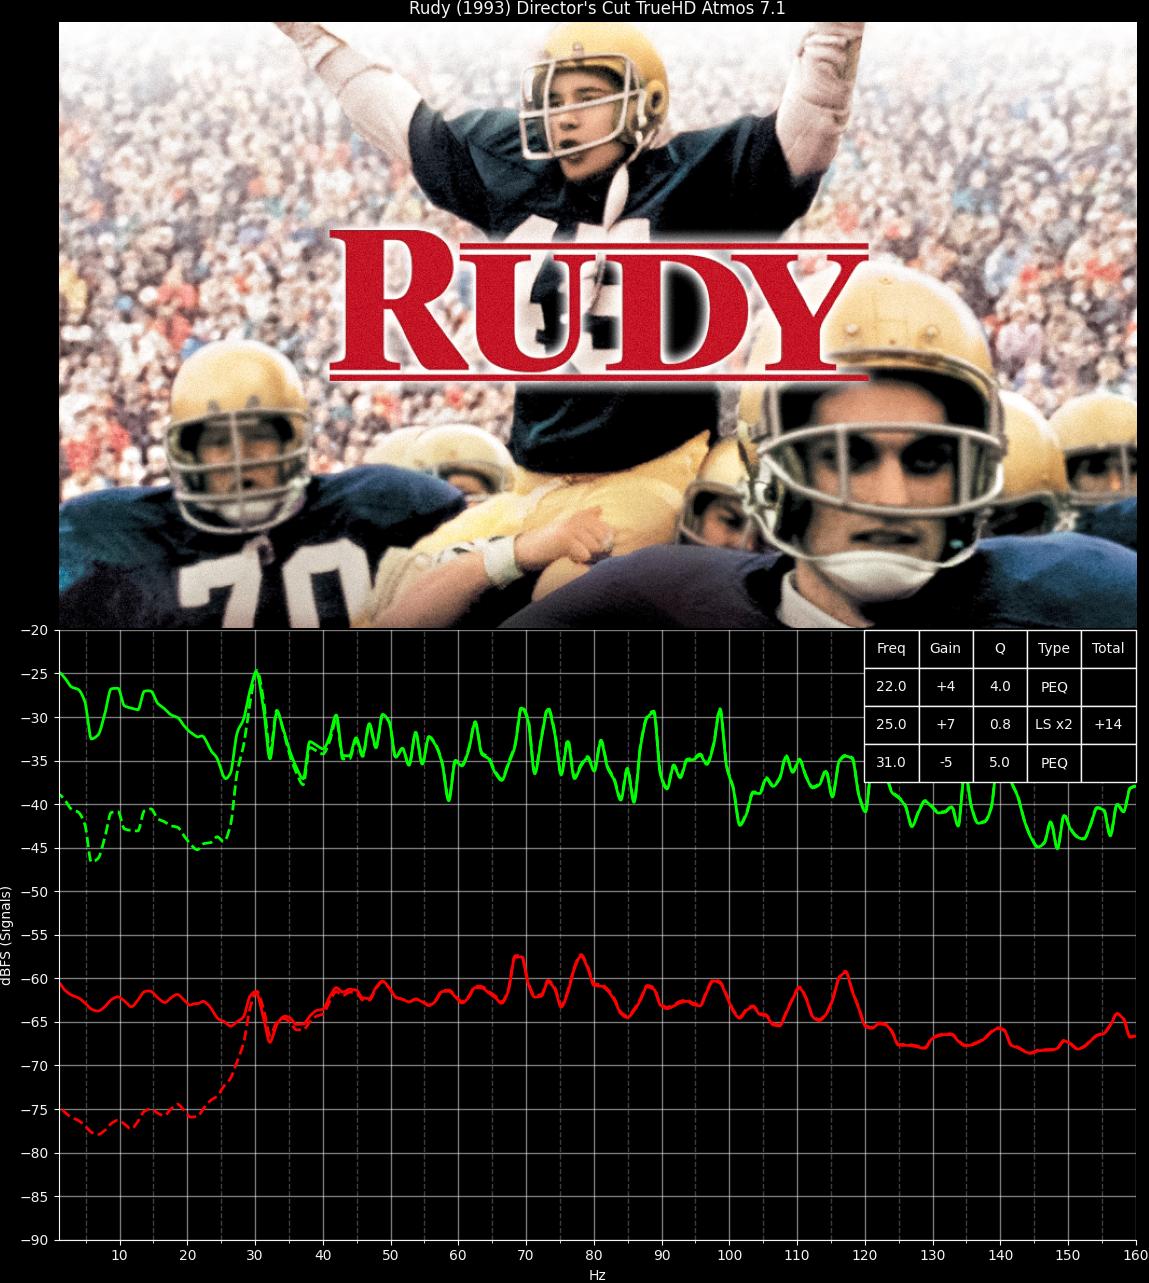 Rudy (1993) Director's Cut TrueHD Atmos 7.1
RUDY
70
Freq Gain Q Type Total
22.0 +4 4.0 PEQ
25.0 +7 0.8 LS x2 +14
31.0 -5 5.0 PEQ
−20
−25
−30
−35
−40
−45
−50
−55
−60
−65
−70
−75
−80
−85
−90
dBFS (Signals)
10 20 30 40 50 60 70 80 90 100 110 120 130 140 150 160
Hz